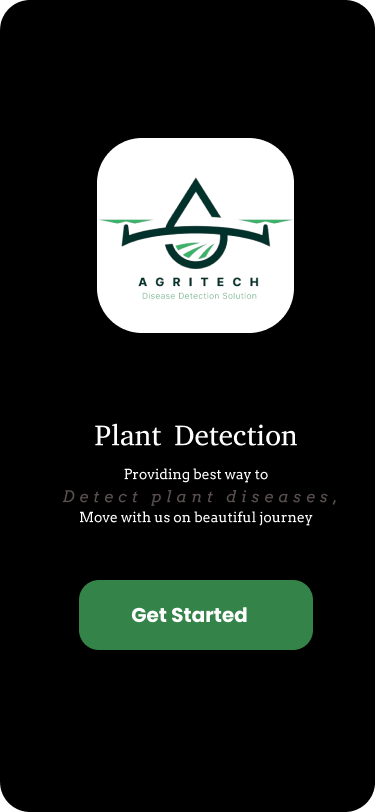 AGRITECH
Disease Detection Solution
Plant Detection
Providing best way to
Detect plant diseases,
Move with us on beautiful journey
Get Started